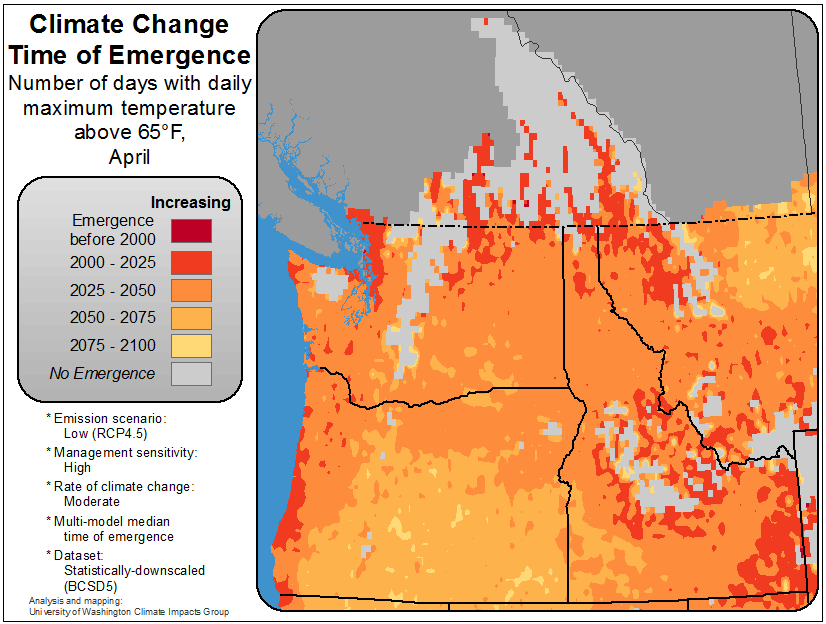 Climate Change
Time of Emergence
Number of days with daily
maximum temperature
above 65°F,
April
Increasing
Emergence
before 2000
2000 - 2025
2025 - 2050
2050 - 2075
2075 - 2100
No Emergence
* Emission scenario:
Low (RCP4.5)
* Management sensitivity:
High
* Rate of climate change:
Moderate
* Multi-model median
time of emergence
* Dataset:
Statistically-downscaled
(BCSD5)
Analysis and mapping:
University of Washington Climate Impacts Group